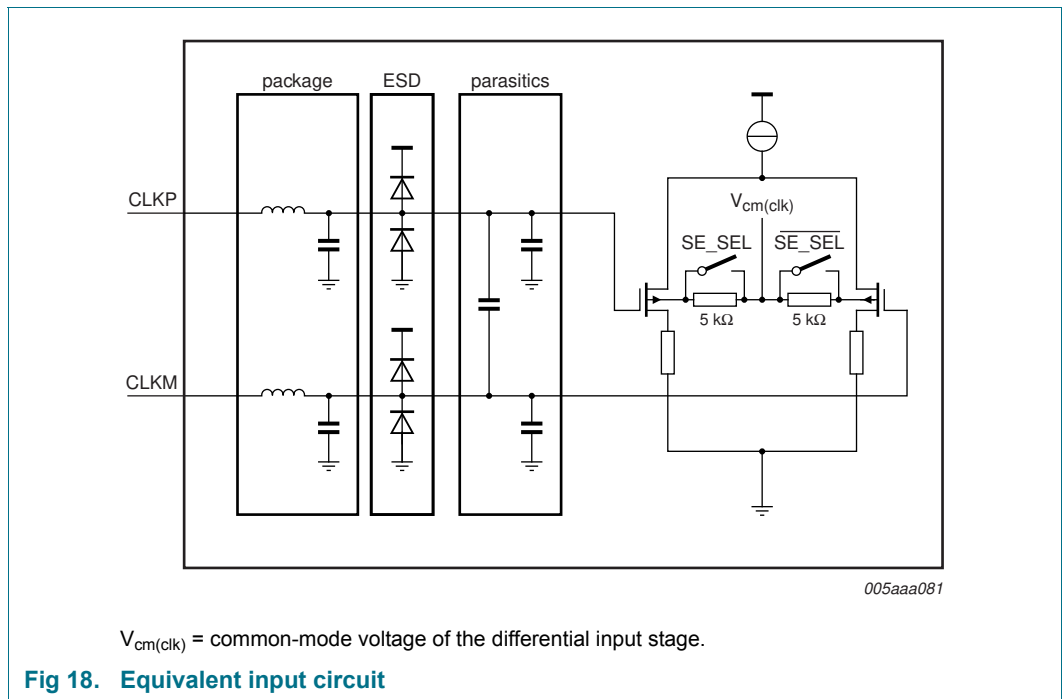 package ESD parasitics
CLKP
V_cm(clk)
SE_SEL SE_SEL
5 kΩ 5 kΩ
CLKM
005aaa081
V_cm(clk) = common-mode voltage of the differential input stage.
Fig 18. Equivalent input circuit